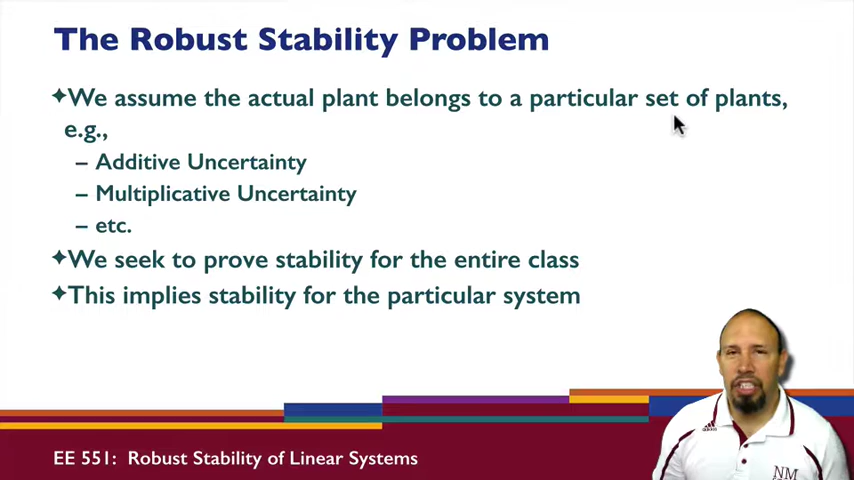 The Robust Stability Problem
✦We assume the actual plant belongs to a particular set of plants,
e.g.,
– Additive Uncertainty
– Multiplicative Uncertainty
– etc.
✦We seek to prove stability for the entire class
✦This implies stability for the particular system
EE 551: Robust Stability of Linear Systems
NM